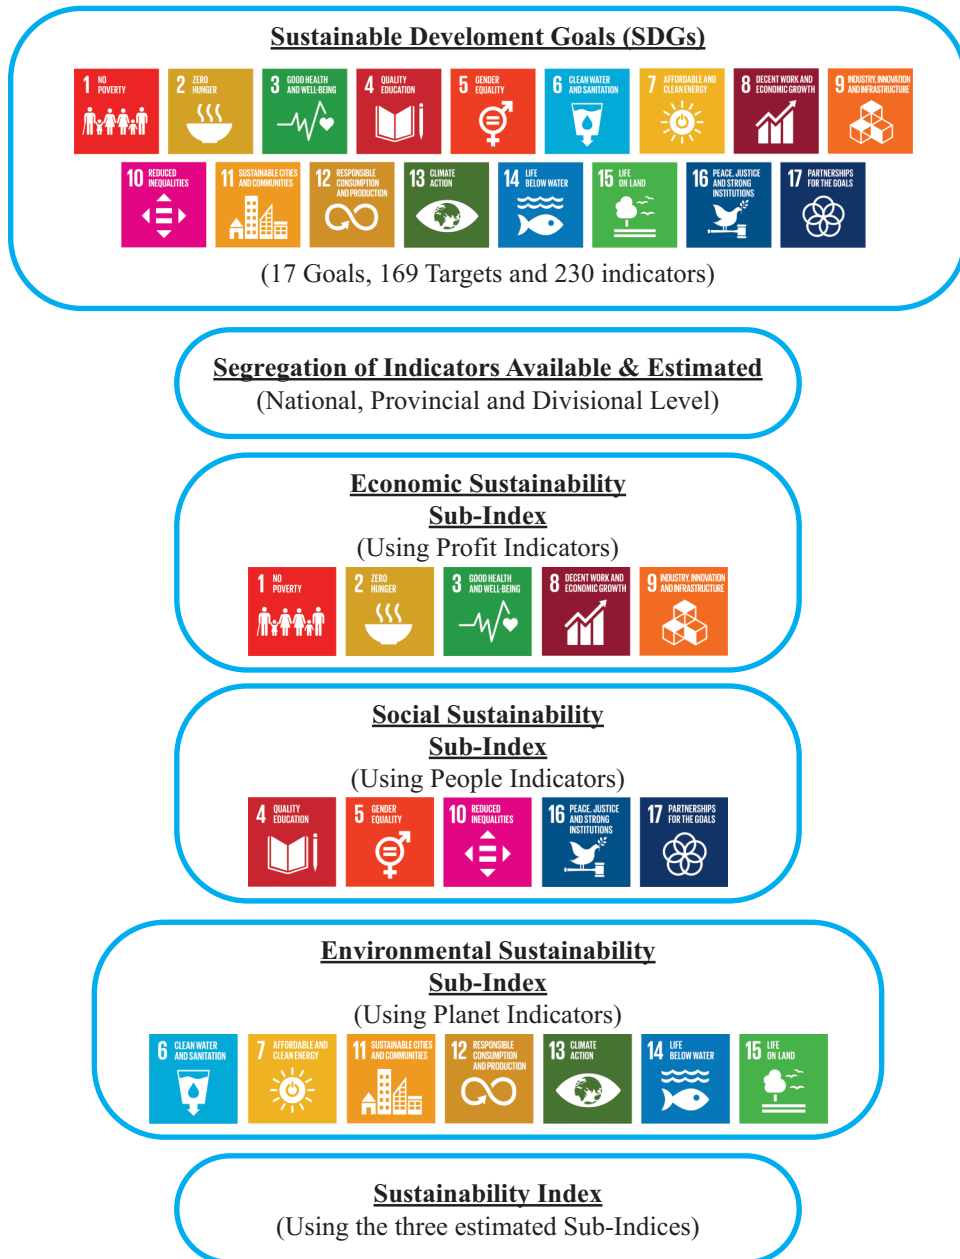 Sustainable Develoment Goals (SDGs)
1 NO
POVERTY
2 ZERO
HUNGER
3 GOOD HEALTH
AND WELL-BEING
4 QUALITY
EDUCATION
5 GENDER
EQUALITY
6 CLEAN WATER
AND SANITATION
7 AFFORDABLE AND
CLEAN ENERGY
8 DECENT WORK AND
ECONOMIC GROWTH
9 INDUSTRY, INNOVATION
AND INFRASTRUCTURE
10 REDUCED
INEQUALITIES
11 SUSTAINABLE CITIES
AND COMMUNITIES
12 RESPONSIBLE
CONSUMPTION
AND PRODUCTION
13 CLIMATE
ACTION
14 LIFE
BELOW WATER
15 LIFE
ON LAND
16 PEACE, JUSTICE
AND STRONG
INSTITUTIONS
17 PARTNERSHIPS
FOR THE GOALS
(17 Goals, 169 Targets and 230 indicators)
Segregation of Indicators Available & Estimated
(National, Provincial and Divisional Level)
Economic Sustainability
Sub-Index
(Using Profit Indicators)
1 NO
POVERTY
2 ZERO
HUNGER
3 GOOD HEALTH
AND WELL-BEING
8 DECENT WORK AND
ECONOMIC GROWTH
9 INDUSTRY, INNOVATION
AND INFRASTRUCTURE
Social Sustainability
Sub-Index
(Using People Indicators)
4 QUALITY
EDUCATION
5 GENDER
EQUALITY
10 REDUCED
INEQUALITIES
16 PEACE, JUSTICE
AND STRONG
INSTITUTIONS
17 PARTNERSHIPS
FOR THE GOALS
Environmental Sustainability
Sub-Index
(Using Planet Indicators)
6 CLEAN WATER
AND SANITATION
7 AFFORDABLE AND
CLEAN ENERGY
11 SUSTAINABLE CITIES
AND COMMUNITIES
12 RESPONSIBLE
CONSUMPTION
AND PRODUCTION
13 CLIMATE
ACTION
14 LIFE
BELOW WATER
15 LIFE
ON LAND
Sustainability Index
(Using the three estimated Sub-Indices)